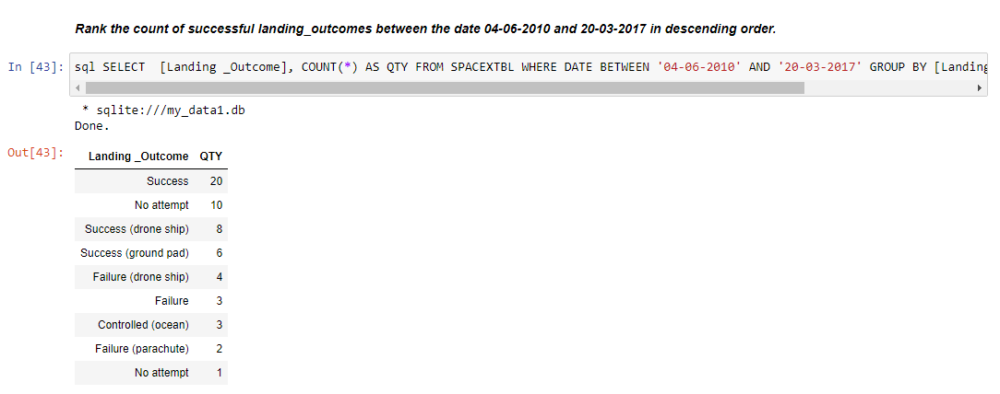 Rank the count of successful landing_outcomes between the date 04-06-2010 and 20-03-2017 in descending order.
In [43]: sql SELECT  [Landing _Outcome], COUNT(*) AS QTY FROM SPACEXTBL WHERE DATE BETWEEN '04-06-2010' AND '20-03-2017' GROUP BY [Landing
* sqlite:///my_data1.db
Done.
Out[43]:
Landing _Outcome QTY
Success 20
No attempt 10
Success (drone ship) 8
Success (ground pad) 6
Failure (drone ship) 4
Failure 3
Controlled (ocean) 3
Failure (parachute) 2
No attempt 1